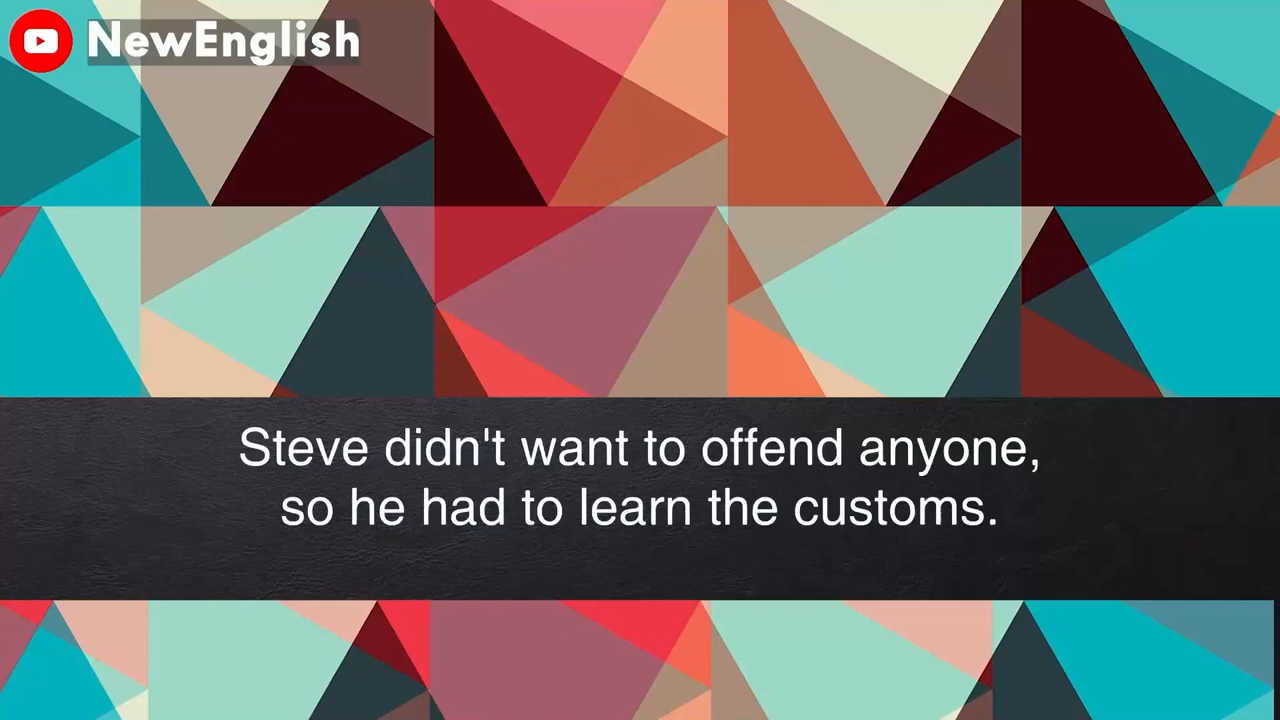 NewEnglish
Steve didn't want to offend anyone,
so he had to learn the customs.